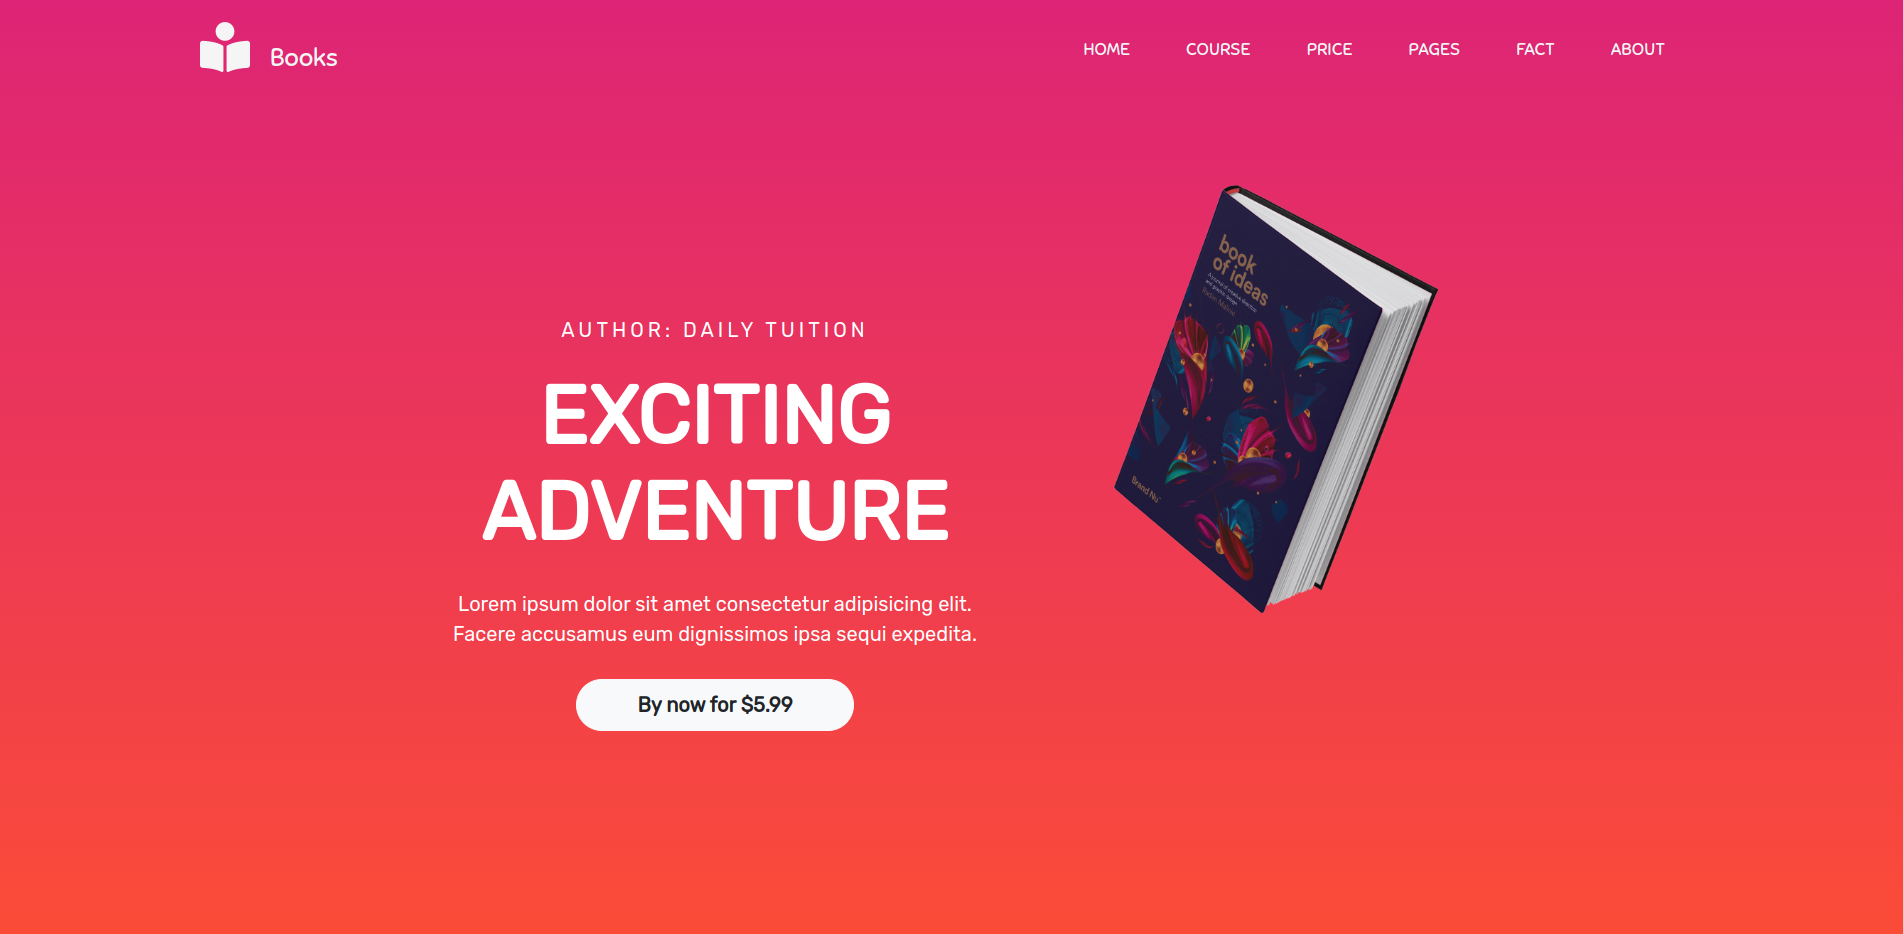 Books
HOME COURSE PRICE PAGES FACT ABOUT
AUTHOR: DAILY TUITION
EXCITING
ADVENTURE
Lorem ipsum dolor sit amet consectetur adipisicing elit.
Facere accusamus eum dignissimos ipsa sequi expedita.
By now for $5.99
book
of ideas
Brand Nu